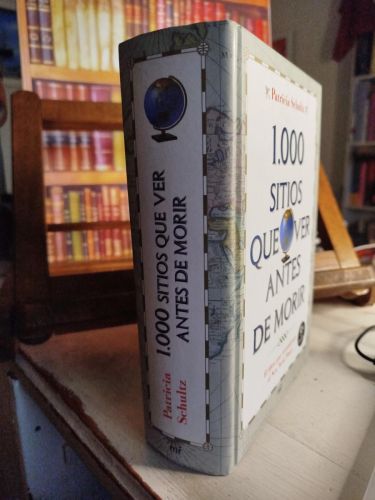 1.000 SITIOS QUE VER
ANTES DE MORIR
Patricia
Schultz
mr
Patricia Schultz
1.000
SITIOS
QUE VER
ANTES
DE MORIR